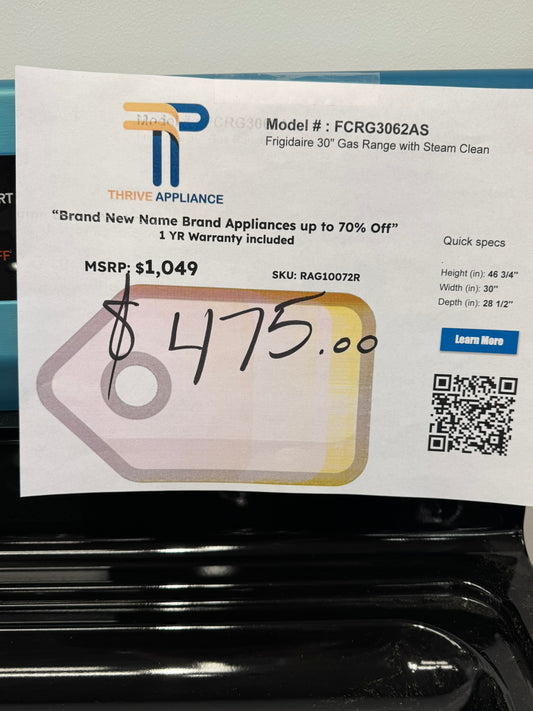 Model # : FCRG3062AS
Frigidaire 30" Gas Range with Steam Clean
THRIVE APPLIANCE
“Brand New Name Brand Appliances up to 70% Off”
1 YR Warranty included
MSRP: $1,049
SKU: RAG10072R
$475.00
Quick specs
Height (in): 46 3/4"
Width (in): 30"
Depth (in): 28 1/2"
Learn More